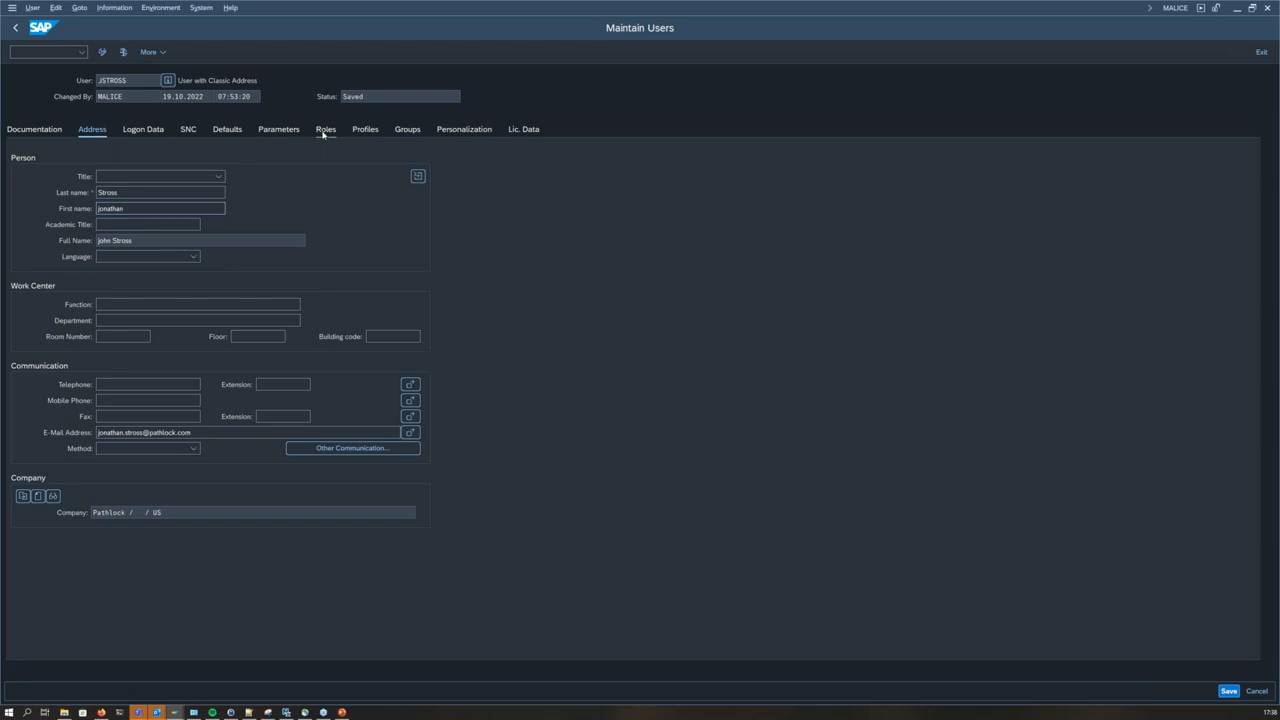 User Edit Goto Information Environment System Help MALICE
SAP Maintain Users
More Exit
User: JSTROSS User with Classic Address
Changed By: MALICE 19.10.2022 07:53:20 Status: Saved
Documentation Address Logon Data SNC Defaults Parameters Roles Profiles Groups Personalization Lic. Data
Person
Title:
Last name: * Stross
First name: jonathan
Academic Title:
Full Name: john Stross
Language:
Work Center
Function:
Department:
Room Number: Floor: Building code:
Communication
Telephone: Extension:
Mobile Phone:
Fax: Extension:
E-Mail Address: jonathan.stross@pathlock.com
Method: Other Communication...
Company
Company: Pathlock / / US
Save Cancel
17:38